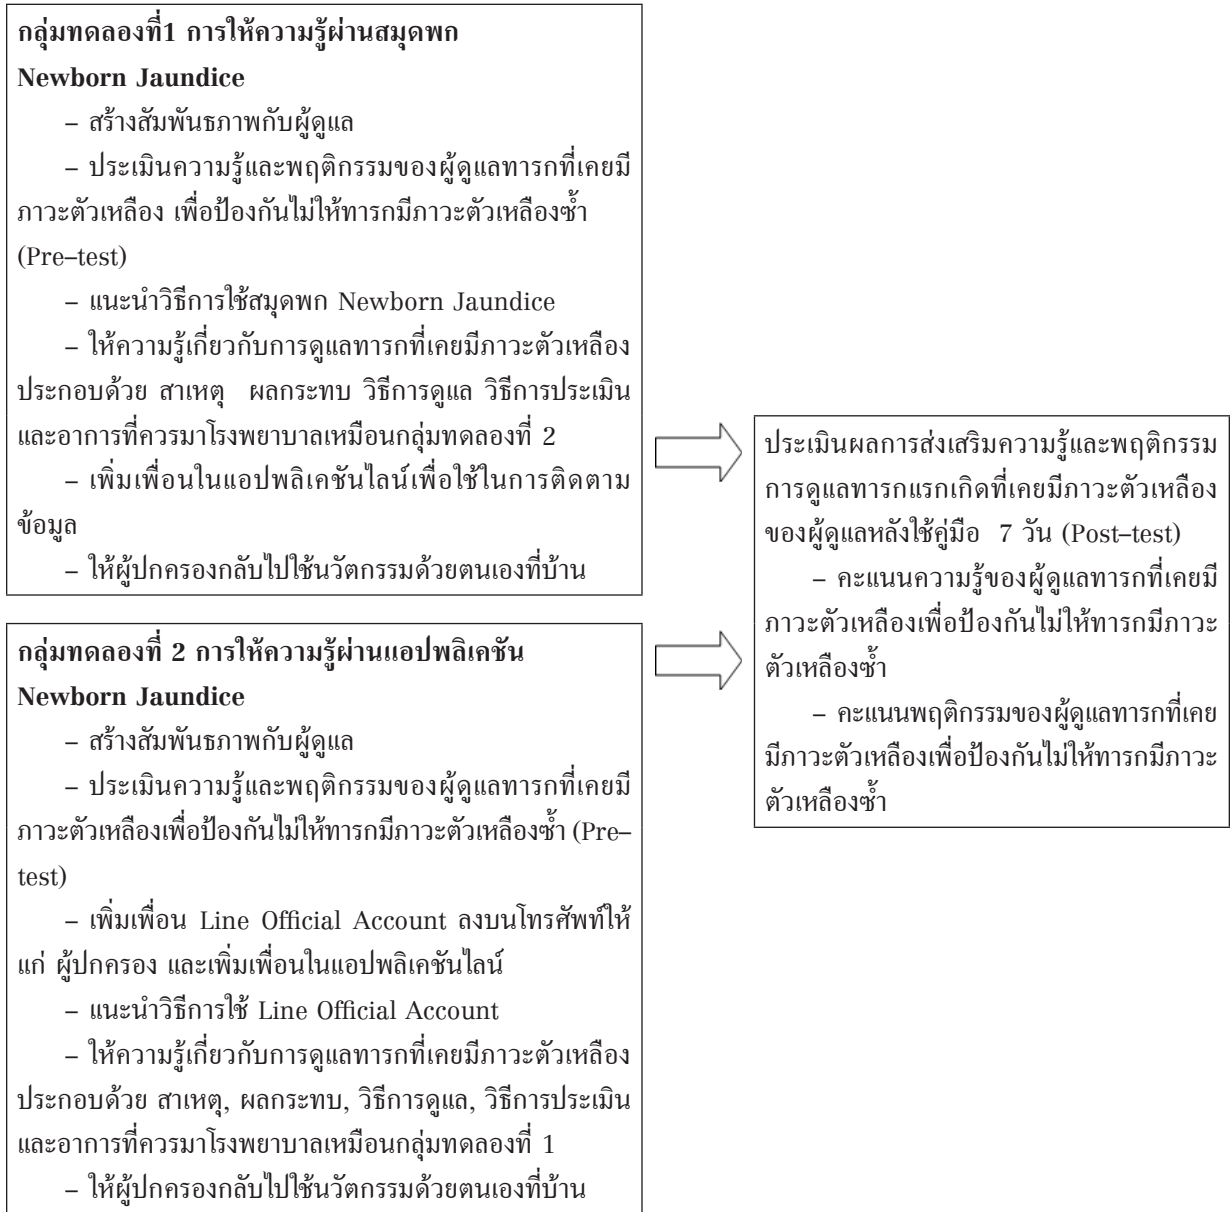 กลุ่มทดลองที่1 การให้ความรู้ผ่านสมุดพก
Newborn Jaundice
– สร้างสัมพันธภาพกับผู้ดูแล
– ประเมินความรู้และพฤติกรรมของผู้ดูแลทารกที่เคยมี
ภาวะตัวเหลือง เพื่อป้องกันไม่ให้ทารกมีภาวะตัวเหลืองซ้ำ
(Pre–test)
– แนะนำวิธีการใช้สมุดพก Newborn Jaundice
– ให้ความรู้เกี่ยวกับการดูแลทารกที่เคยมีภาวะตัวเหลือง
ประกอบด้วย สาเหตุ ผลกระทบ วิธีการดูแล วิธีการประเมิน
และอาการที่ควรมาโรงพยาบาลเหมือนกลุ่มทดลองที่ 2
– เพิ่มเพื่อนในแอปพลิเคชันไลน์เพื่อใช้ในการติดตาม
ข้อมูล
– ให้ผู้ปกครองกลับไปใช้นวัตกรรมด้วยตนเองที่บ้าน
กลุ่มทดลองที่ 2 การให้ความรู้ผ่านแอปพลิเคชัน
Newborn Jaundice
– สร้างสัมพันธภาพกับผู้ดูแล
– ประเมินความรู้และพฤติกรรมของผู้ดูแลทารกที่เคยมี
ภาวะตัวเหลืองเพื่อป้องกันไม่ให้ทารกมีภาวะตัวเหลืองซ้ำ (Pre–
test)
– เพิ่มเพื่อน Line Official Account ลงบนโทรศัพท์ให้
แก่ ผู้ปกครอง และเพิ่มเพื่อนในแอปพลิเคชันไลน์
– แนะนำวิธีการใช้ Line Official Account
– ให้ความรู้เกี่ยวกับการดูแลทารกที่เคยมีภาวะตัวเหลือง
ประกอบด้วย สาเหตุ, ผลกระทบ, วิธีการดูแล, วิธีการประเมิน
และอาการที่ควรมาโรงพยาบาลเหมือนกลุ่มทดลองที่ 1
– ให้ผู้ปกครองกลับไปใช้นวัตกรรมด้วยตนเองที่บ้าน
ประเมินผลการส่งเสริมความรู้และพฤติกรรม
การดูแลทารกแรกเกิดที่เคยมีภาวะตัวเหลือง
ของผู้ดูแลหลังใช้คู่มือ 7 วัน (Post–test)
– คะแนนความรู้ของผู้ดูแลทารกที่เคยมี
ภาวะตัวเหลืองเพื่อป้องกันไม่ให้ทารกมีภาวะ
ตัวเหลืองซ้ำ
– คะแนนพฤติกรรมของผู้ดูแลทารกที่เคย
มีภาวะตัวเหลืองเพื่อป้องกันไม่ให้ทารกมีภาวะ
ตัวเหลืองซ้ำ